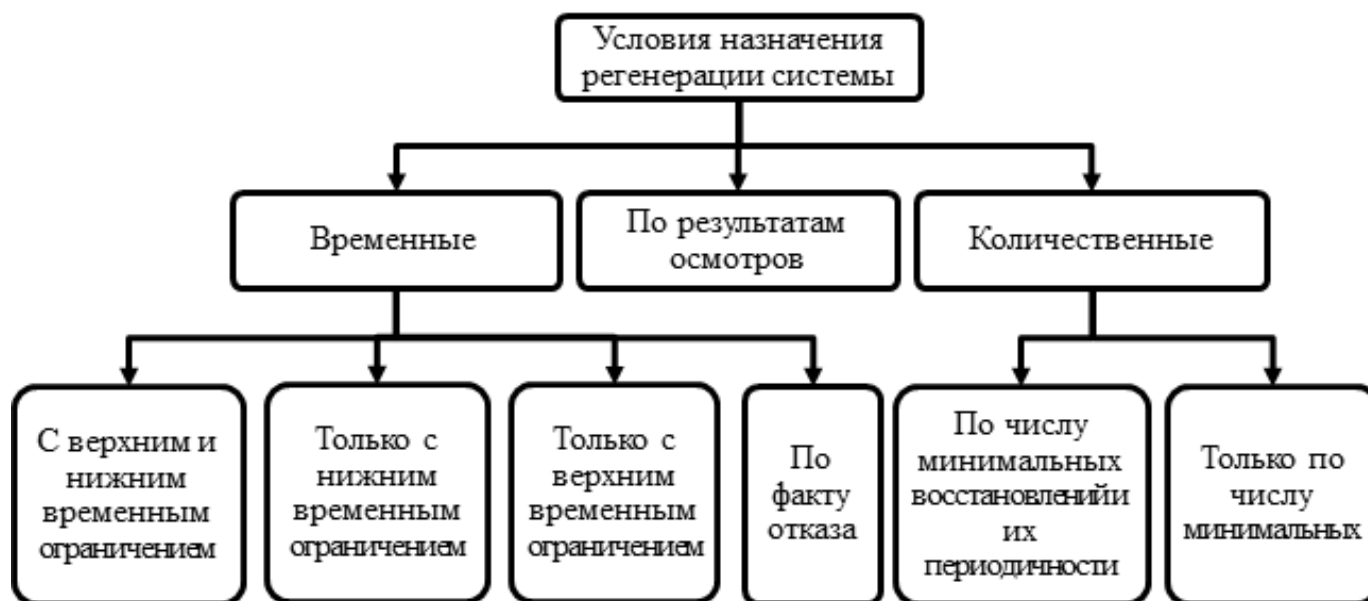 Условия назначения
регенерации системы
Временные
По результатам
осмотров
Количественные
С верхним и
нижним
временным
ограничением
Только с
нижним
временным
ограничением
Только с
верхним
временным
ограничением
По
факту
отказа
По числу
минимальных
восстановлений и
их
периодичности
Только по
числу
минимальных